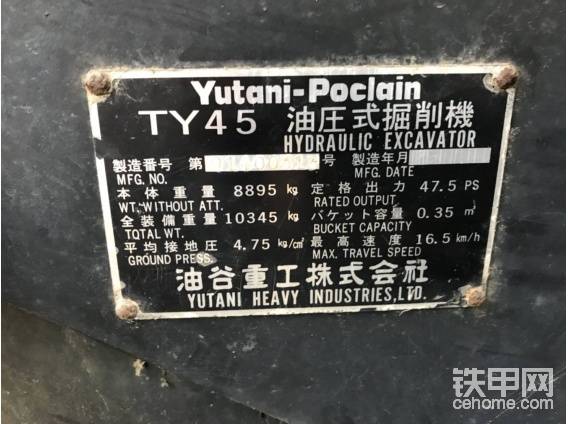 Yutani-Poclain
TY45 油圧式掘削機
HYDRAULIC EXCAVATOR
製造番号 第 号 製造年月
MFG. NO. MFG. DATE
本体重量 8895 kg 定格出力 47.5 PS
WT. WITHOUT ATT. RATED OUTPUT
全装備重量 10345 kg バケット容量 0.35 m³
TOTAL WT. BUCKET CAPACITY
平均接地圧 4.75 kg/cm² 最高速度 16.5 km/h
GROUND PRESS. MAX. TRAVEL SPEED
油谷重工株式会社
YUTANI HEAVY INDUSTRIES, LTD.
铁甲网
cehome.com